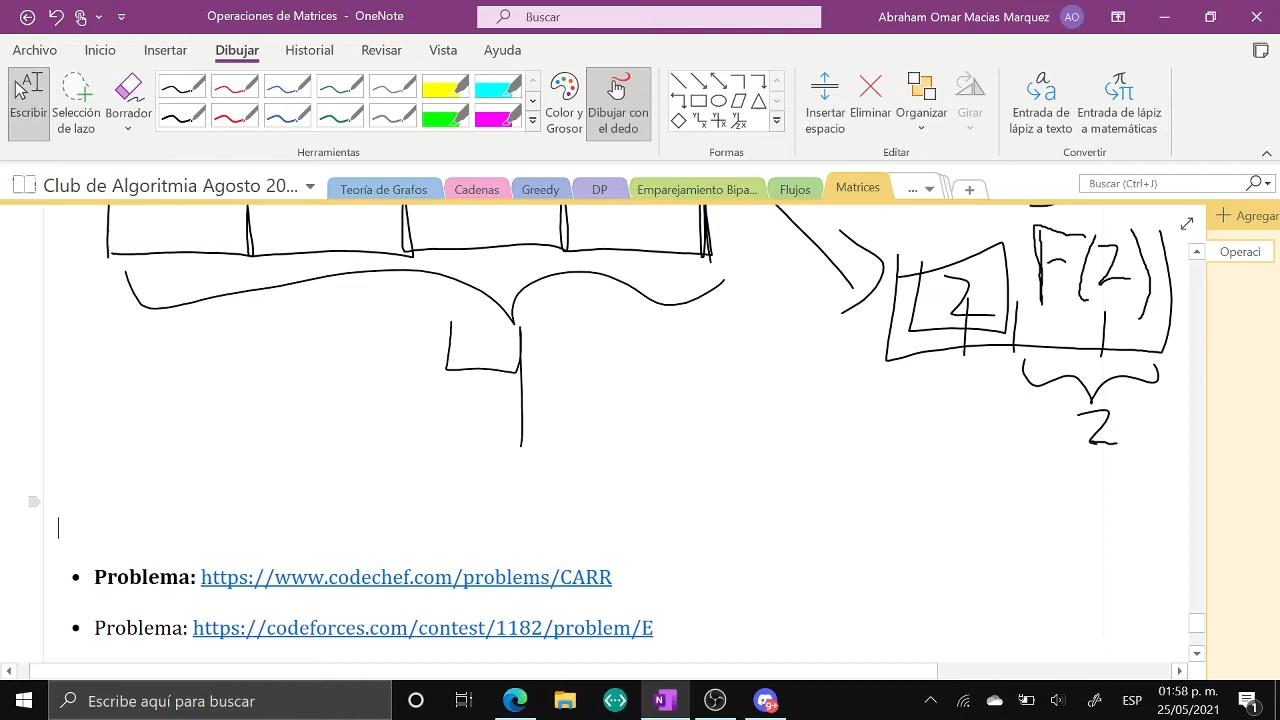 Operaciones de Matrices - OneNote
Buscar
Abraham Omar Macias Marquez AO
Archivo Inicio Insertar Dibujar Historial Revisar Vista Ayuda
Escribir
Selección de lazo
Borrador
Color y Grosor
Dibujar con el dedo
Insertar espacio
Eliminar
Organizar
Girar
Entrada de lápiz a texto
Entrada de lápiz a matemáticas
Herramientas Formas Editar Convertir
Club de Algoritmia Agosto 20...
Teoría de Grafos Cadenas Greedy DP Emparejamiento Bipa... Flujos Matrices ...
Buscar (Ctrl+J)
Agregar
Operaci
F(2)
2
2
• Problema: https://www.codechef.com/problems/CARR
• Problema: https://codeforces.com/contest/1182/problem/E
Escribe aquí para buscar
9+
ESP
01:58 p. m.
25/05/2021
1